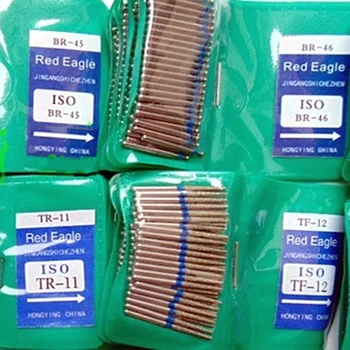 BR-45
Red Eagle
JINGANGSHICHEZHEN
ISO
BR-45
HONGYING CHINA
BR-46
Red Eagle
JINGANGSHICHEZHEN
ISO
BR-46
HONGYING CHINA
TR-11
Red Eagle
JINGANGSHICHEZHEN
ISO
TR-11
HONGYING CHINA
TF-12
Red Eagle
JINGANGSHICHEZHEN
ISO
TF-12
HONGYING CHINA